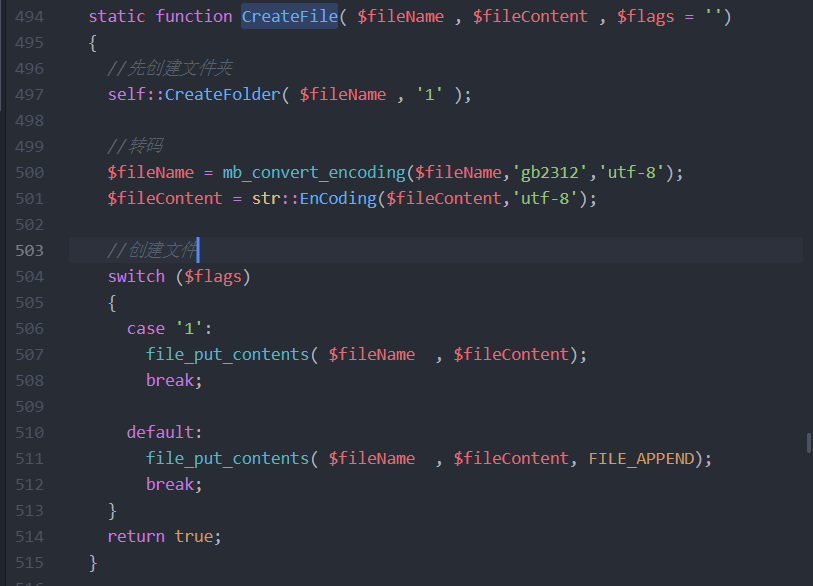 494 static function CreateFile( $fileName , $fileContent , $flags = '')
495 {
496 //先创建文件夹
497 self::CreateFolder( $fileName , '1' );
498
499 //转码
500 $fileName = mb_convert_encoding($fileName,'gb2312','utf-8');
501 $fileContent = str::EnCoding($fileContent,'utf-8');
502
503 //创建文件
504 switch ($flags)
505 {
506 case '1':
507 file_put_contents( $fileName , $fileContent);
508 break;
509
510 default:
511 file_put_contents( $fileName , $fileContent, FILE_APPEND);
512 break;
513 }
514 return true;
515 }